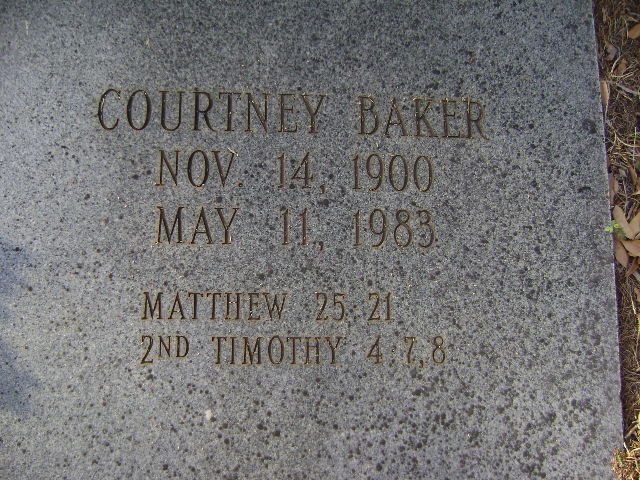 COURTNEY BAKER
NOV. 14, 1900
MAY 11, 1983
MATTHEW 25:21
2ND TIMOTHY 4:7,8